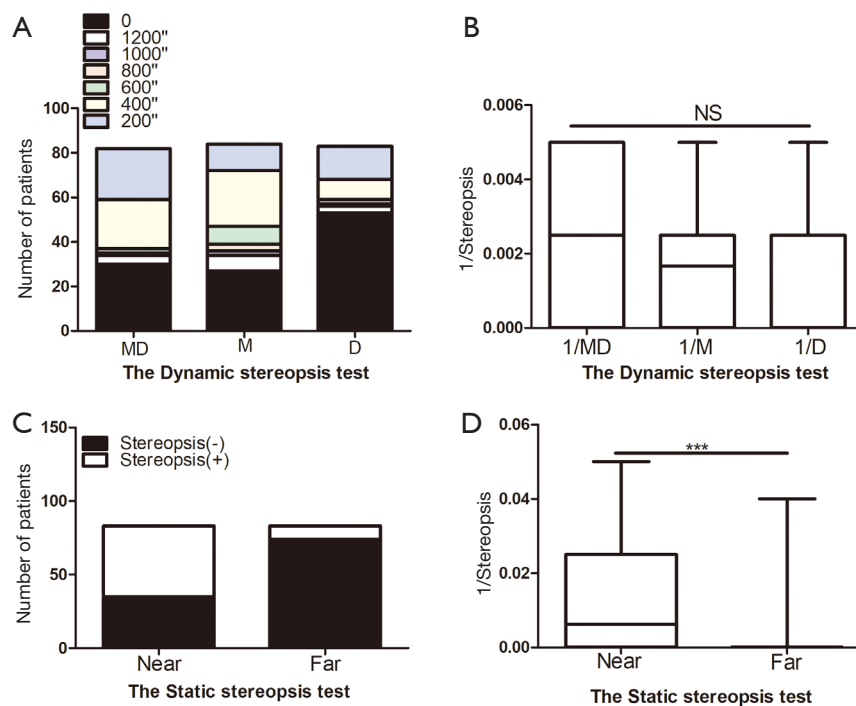 A
0
1200"
1000"
800"
600"
400"
200"
Number of patients
100
80
60
40
20
0
MD
M
D
The Dynamic stereopsis test
B
NS
1/Stereopsis
0.006
0.004
0.002
0.000
1/MD
1/M
1/D
The Dynamic stereopsis test
C
Stereopsis(-)
Stereopsis(+)
Number of patients
150
100
50
0
Near
Far
The Static stereopsis test
D
***
1/Stereopsis
0.06
0.04
0.02
0.00
Near
Far
The Static stereopsis test